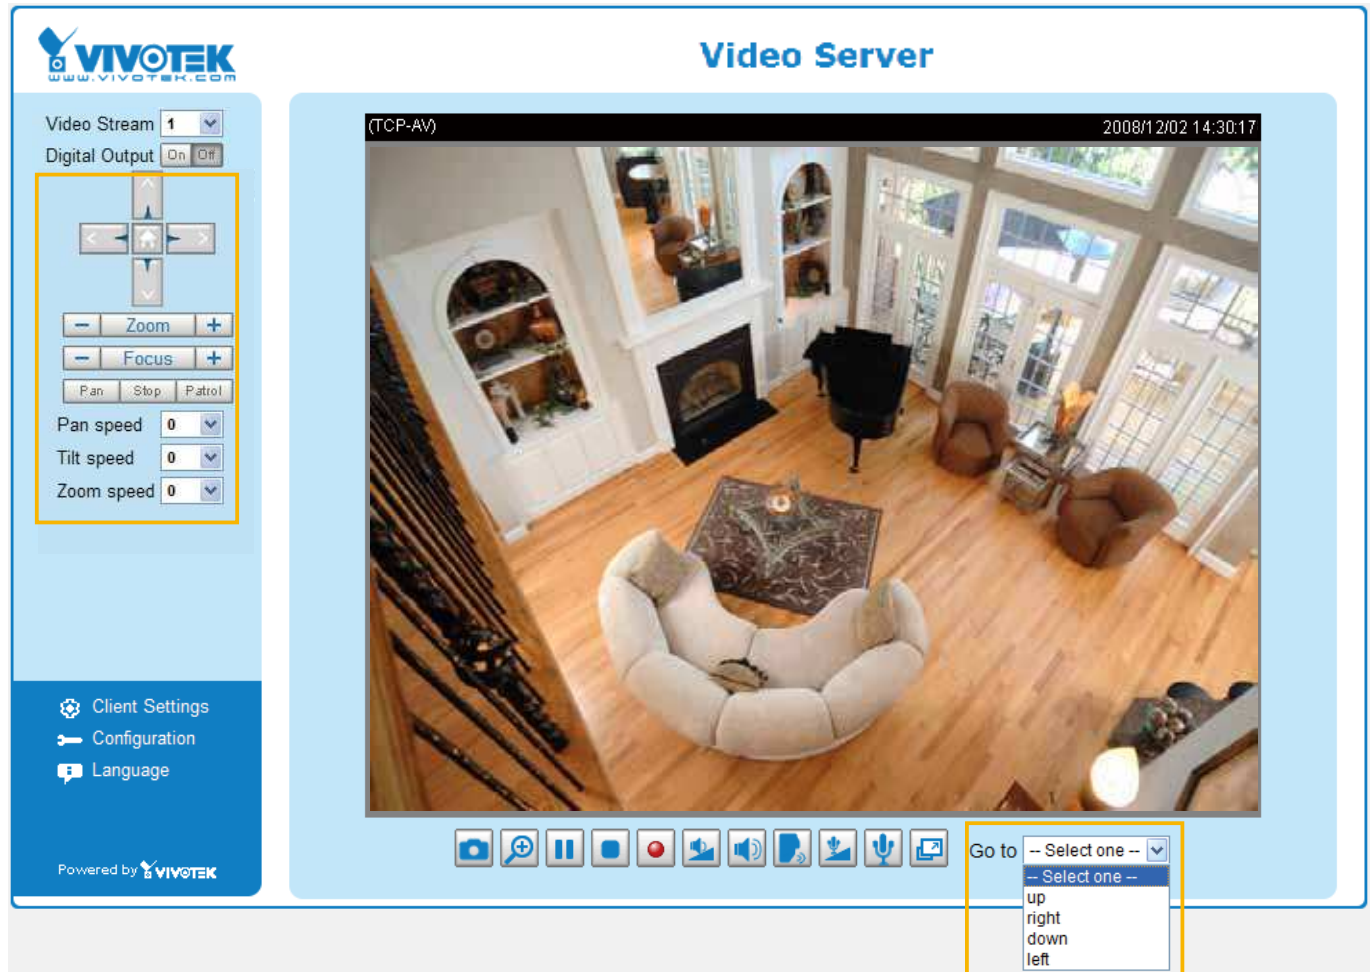 VIVOTEK
www.vivotek.com
Video Server
Video Stream 1
Digital Output On Off
Zoom
Focus
Pan Stop Patrol
Pan speed 0
Tilt speed 0
Zoom speed 0
Client Settings
Configuration
Language
Powered by VIVOTEK
(TCP-AV) 2008/12/02 14:30:17
Go to -- Select one --
-- Select one --
up
right
down
left